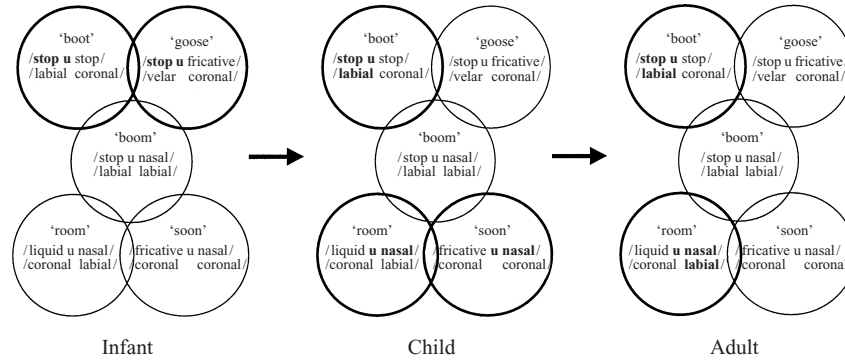 ‘boot’
/stop u stop/
/labial coronal/
‘goose’
/stop u fricative/
/velar coronal/
‘boom’
/stop u nasal/
/labial labial/
‘room’
/liquid u nasal/
/coronal labial/
‘soon’
/fricative u nasal/
/coronal coronal/
Infant
‘boot’
/stop u stop/
/labial coronal/
‘goose’
/stop u fricative/
/velar coronal/
‘boom’
/stop u nasal/
/labial labial/
‘room’
/liquid u nasal/
/coronal labial/
‘soon’
/fricative u nasal/
/coronal coronal/
Child
‘boot’
/stop u stop/
/labial coronal/
‘goose’
/stop u fricative/
/velar coronal/
‘boom’
/stop u nasal/
/labial labial/
‘room’
/liquid u nasal/
/coronal labial/
‘soon’
/fricative u nasal/
/coronal coronal/
Adult